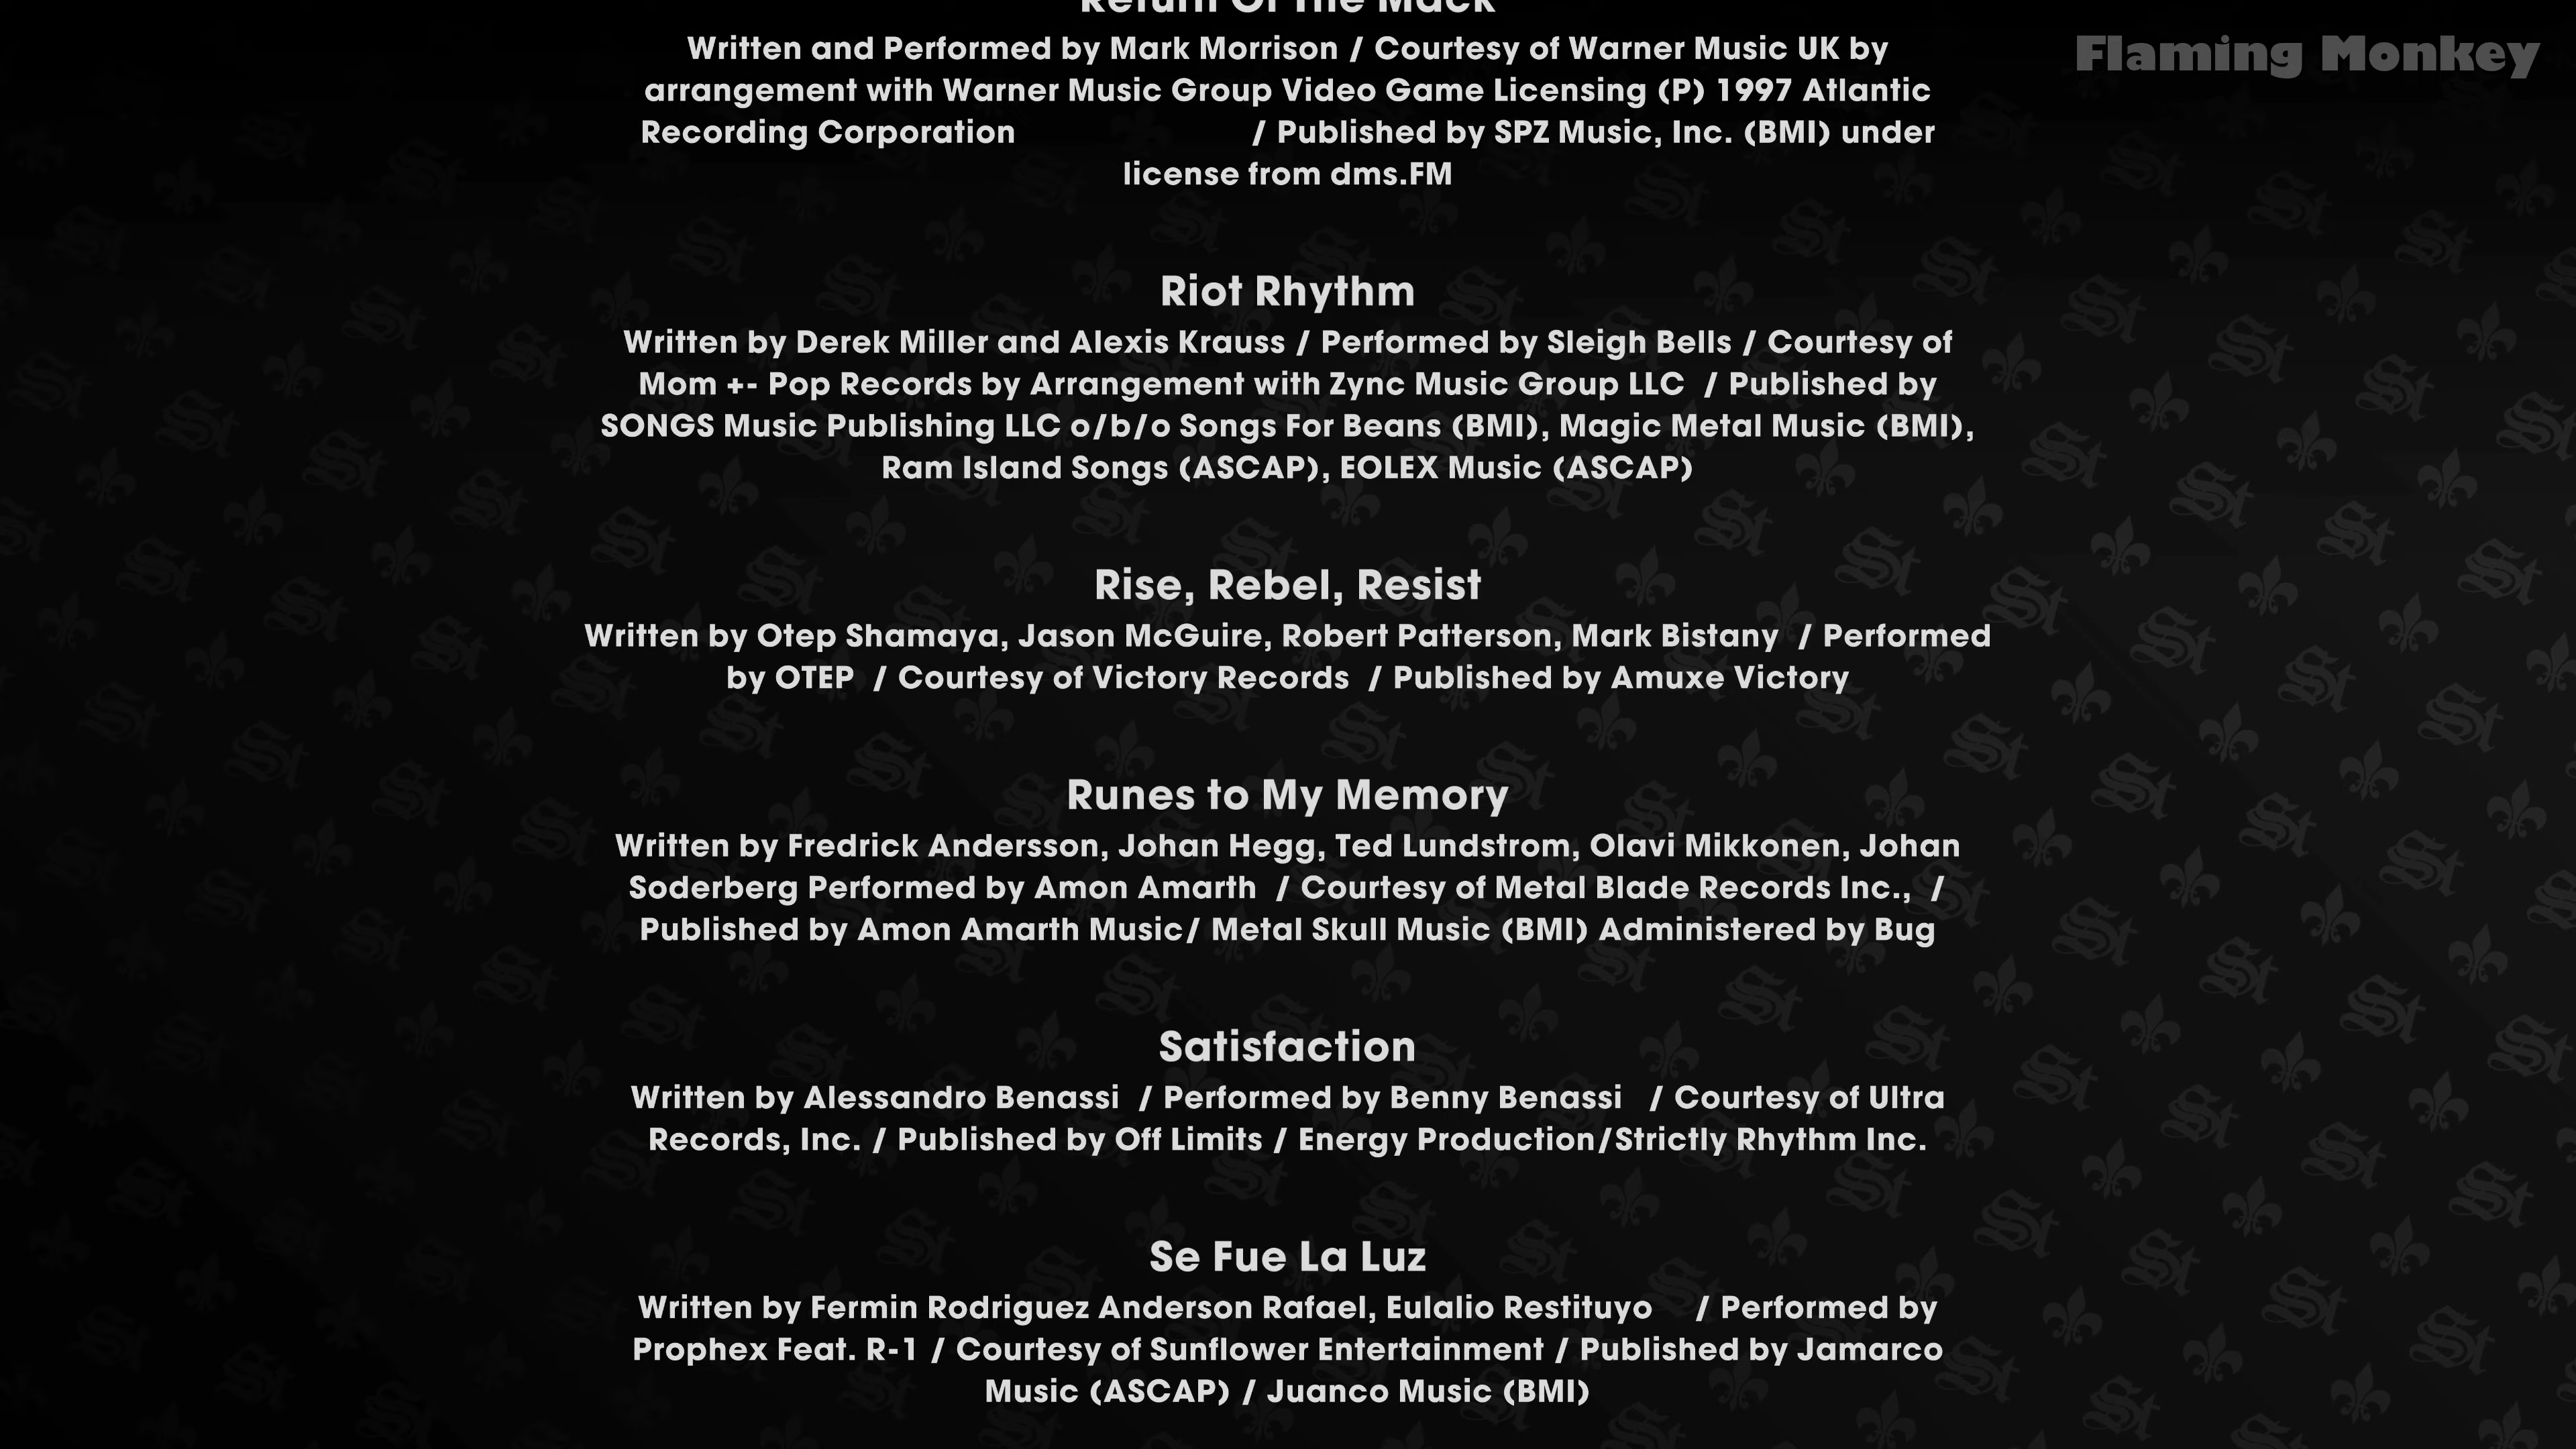 Return Of The Mack
Flaming Monkey
Written and Performed by Mark Morrison / Courtesy of Warner Music UK by
arrangement with Warner Music Group Video Game Licensing (P) 1997 Atlantic
Recording Corporation / Published by SPZ Music, Inc. (BMI) under
license from dms.FM
Riot Rhythm
Written by Derek Miller and Alexis Krauss / Performed by Sleigh Bells / Courtesy of
Mom +- Pop Records by Arrangement with Zync Music Group LLC / Published by
SONGS Music Publishing LLC o/b/o Songs For Beans (BMI), Magic Metal Music (BMI),
Ram Island Songs (ASCAP), EOLEX Music (ASCAP)
Rise, Rebel, Resist
Written by Otep Shamaya, Jason McGuire, Robert Patterson, Mark Bistany / Performed
by OTEP / Courtesy of Victory Records / Published by Amuxe Victory
Runes to My Memory
Written by Fredrick Andersson, Johan Hegg, Ted Lundstrom, Olavi Mikkonen, Johan
Soderberg Performed by Amon Amarth / Courtesy of Metal Blade Records Inc., /
Published by Amon Amarth Music/ Metal Skull Music (BMI) Administered by Bug
Satisfaction
Written by Alessandro Benassi / Performed by Benny Benassi / Courtesy of Ultra
Records, Inc. / Published by Off Limits / Energy Production/Strictly Rhythm Inc.
Se Fue La Luz
Written by Fermin Rodriguez Anderson Rafael, Eulalio Restituyo / Performed by
Prophex Feat. R-1 / Courtesy of Sunflower Entertainment / Published by Jamarco
Music (ASCAP) / Juanco Music (BMI)